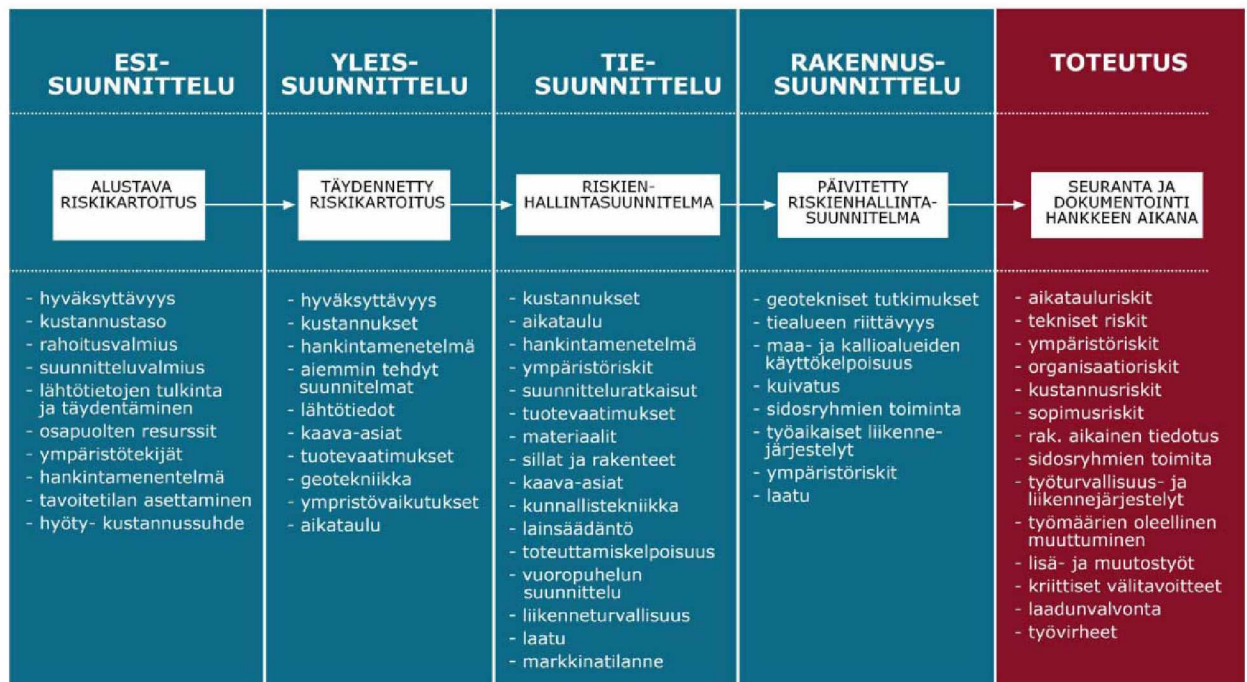 ESI-
SUUNNITTELU
YLEIS-
SUUNNITTELU
TIE-
SUUNNITTELU
RAKENNUS-
SUUNNITTELU
TOTEUTUS
ALUSTAVA
RISKIKARTOITUS
TÄYDENNETTY
RISKIKARTOITUS
RISKIEN-
HALLINTASUUNNITELMA
PÄIVITETTY
RISKIENHALLINTA-
SUUNNITELMA
SEURANTA JA
DOKUMENTOINTI
HANKKEEN AIKANA
- hyväksyttävyys
- kustannustaso
- rahoitusvalmius
- suunnitteluvalmius
- lähtötietojen tulkinta
ja täydentäminen
- osapuolten resurssit
- ympäristötekijät
- hankintamenentelmä
- tavoitetilan asettaminen
- hyöty- kustannussuhde
- hyväksyttävyys
- kustannukset
- hankintamenetelmä
- aiemmin tehdyt
suunnitelmat
- lähtötiedot
- kaava-asiat
- tuotevaatimukset
- geotekniikka
- ympristövaikutukset
- aikataulu
- kustannukset
- aikataulu
- hankintamenetelmä
- ympäristöriskit
- suunnitteluratkaisut
- tuotevaatimukset
- materiaalit
- sillat ja rakenteet
- kaava-asiat
- kunnallistekniikka
- lainsäädäntö
- toteuttamiskelpoisuus
- vuoropuhelun
suunnittelu
- liikenneturvallisuus
- laatu
- markkinatilanne
- geotekniset tutkimukset
- tiealueen riittävyys
- maa- ja kallioalueiden
käyttökelpoisuus
- kuivatus
- sidosryhmien toiminta
- työaikaiset liikenne-
järjestelyt
- ympäristöriskit
- laatu
- aikatauluriskit
- tekniset riskit
- ympäristöriskit
- organisaatioriskit
- kustannusriskit
- sopimusriskit
- rak. aikainen tiedotus
- sidosryhmien toimita
- työturvallisuus- ja
liikennejärjestelyt
- työmäärien oleellinen
muuttuminen
- lisä- ja muutostyöt
- kriittiset välitavoitteet
- laadunvalvonta
- työvirheet